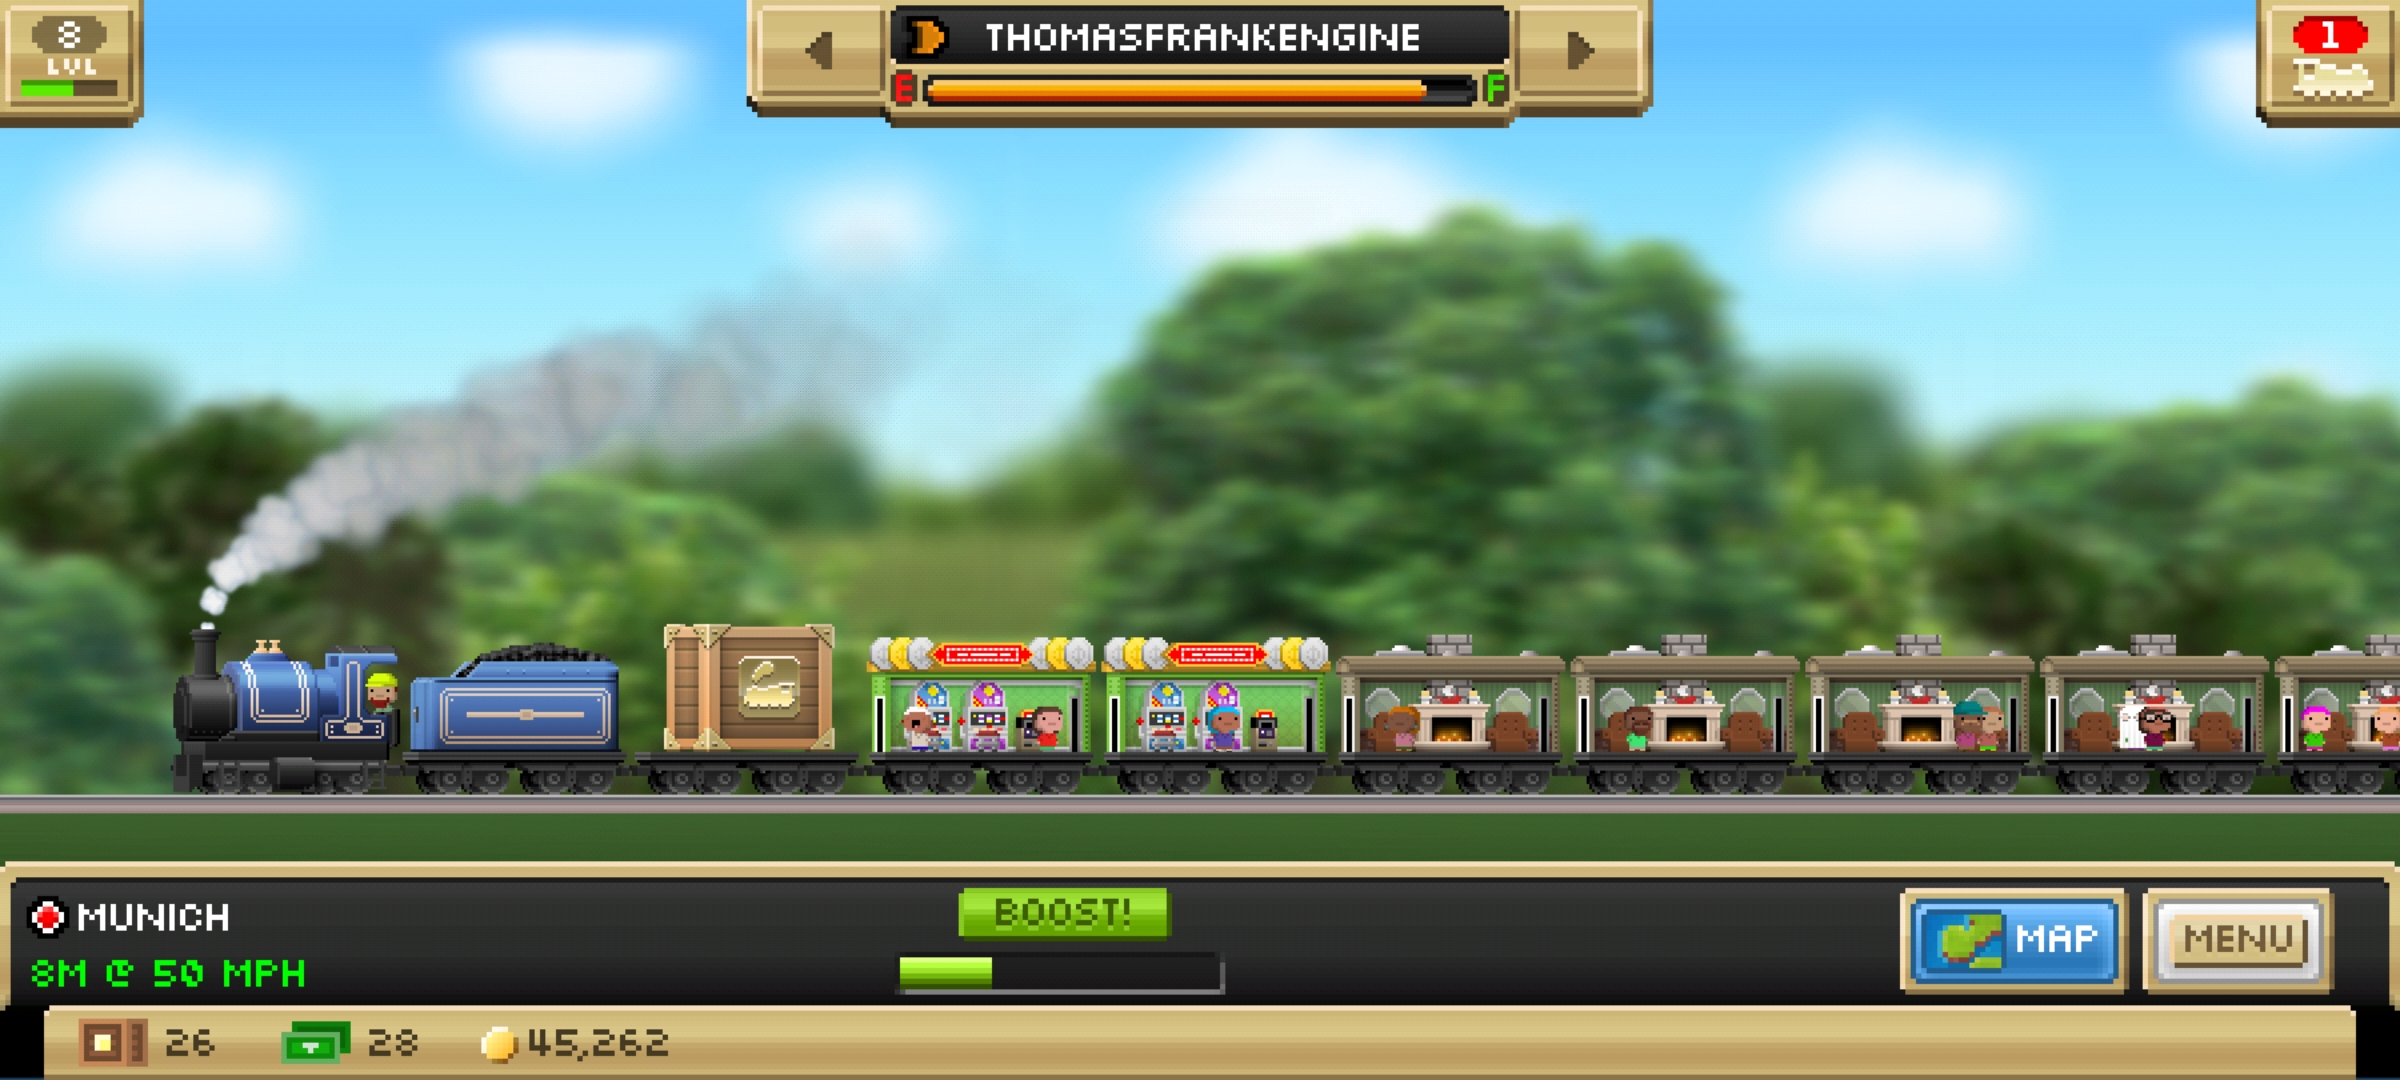 8
LVL
THOMASFRANKENGINE
E
F
1
MUNICH
8M @ 50 MPH
BOOST!
MAP
MENU
26
28
45,262